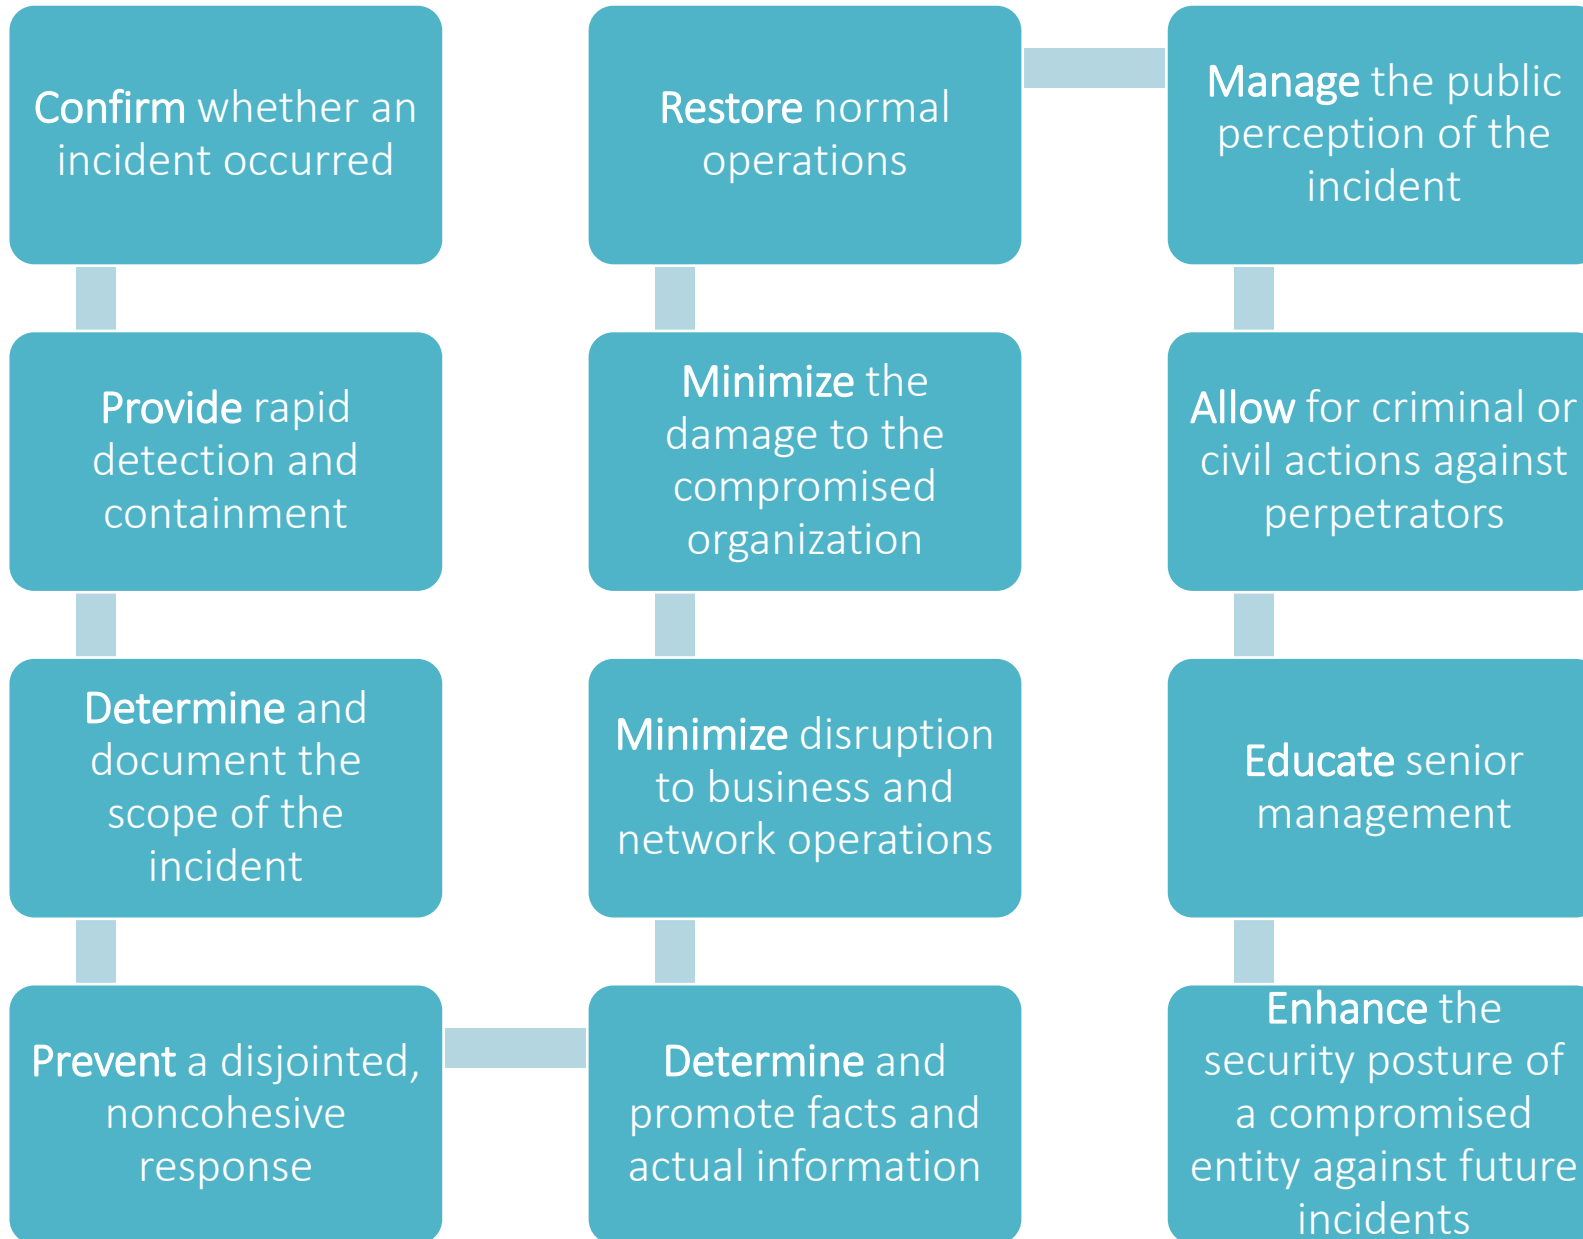 Confirm whether an
incident occurred
Provide rapid
detection and
containment
Determine and
document the
scope of the
incident
Prevent a disjointed,
noncohesive
response
Determine and
promote facts and
actual information
Minimize disruption
to business and
network operations
Minimize the
damage to the
compromised
organization
Restore normal
operations
Manage the public
perception of the
incident
Allow for criminal or
civil actions against
perpetrators
Educate senior
management
Enhance the
security posture of
a compromised
entity against future
incidents